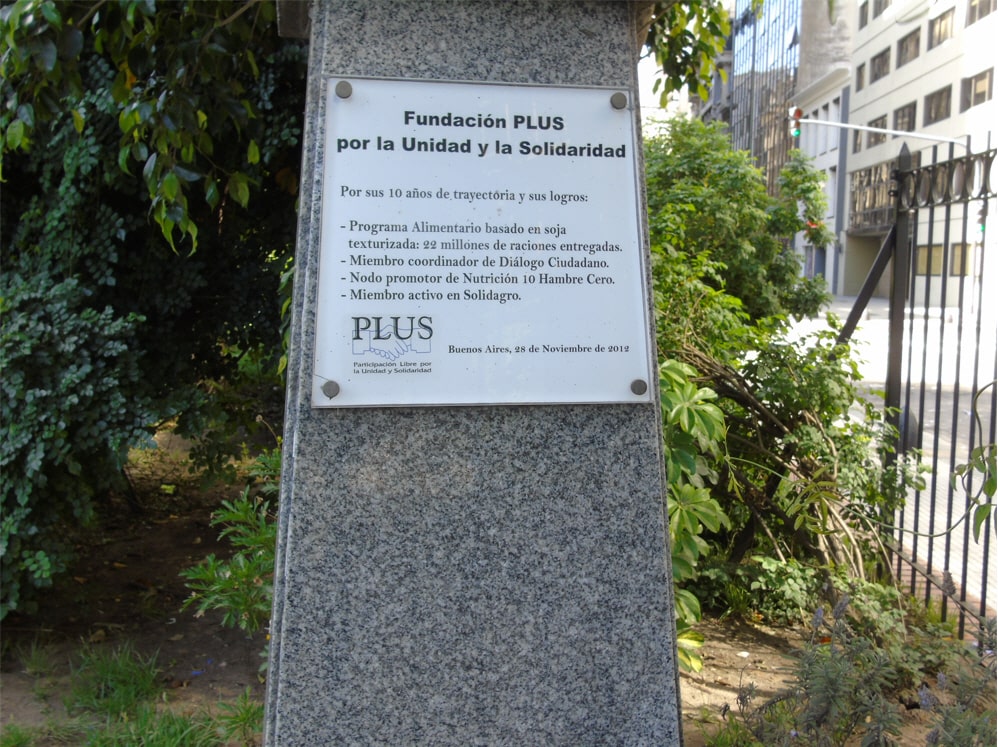 Fundación PLUS
por la Unidad y la Solidaridad
Por sus 10 años de trayectoria y sus logros:
- Programa Alimentario basado en soja
texturizada: 22 millones de raciones entregadas.
- Miembro coordinador de Diálogo Ciudadano.
- Nodo promotor de Nutrición 10 Hambre Cero.
- Miembro activo en Solidagro.
PLUS
Participación Libre por
la Unidad y Solidaridad
Buenos Aires, 28 de Noviembre de 2012